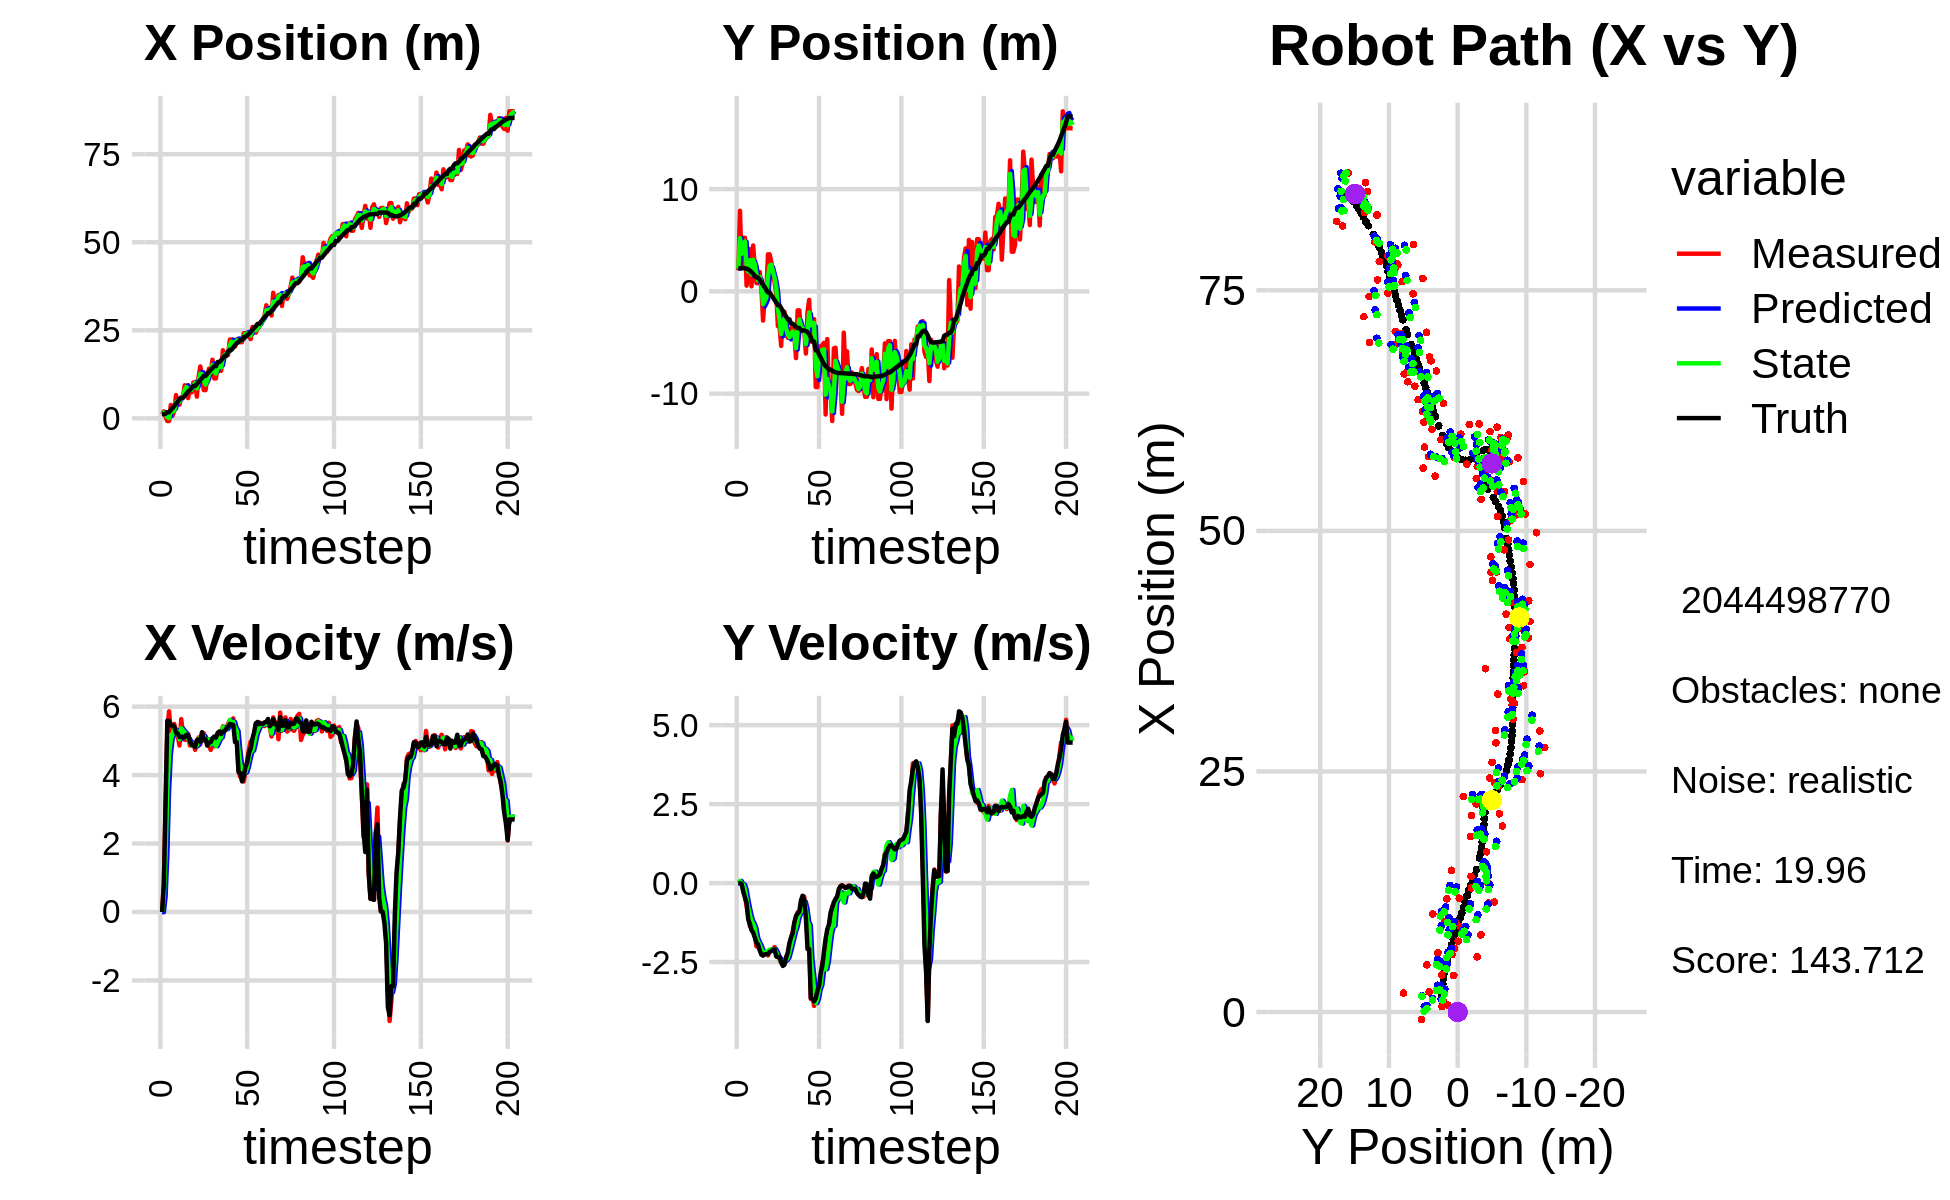 X Position (m)
75
50
25
0
0 50 100 150 200
timestep
Y Position (m)
10
0
-10
0 50 100 150 200
timestep
X Velocity (m/s)
6
4
2
0
-2
0 50 100 150 200
timestep
Y Velocity (m/s)
5.0
2.5
0.0
-2.5
0 50 100 150 200
timestep
Robot Path (X vs Y)
X Position (m)
75
50
25
0
20 10 0 -10 -20
Y Position (m)
variable
Measured
Predicted
State
Truth
2044498770
Obstacles: none
Noise: realistic
Time: 19.96
Score: 143.712